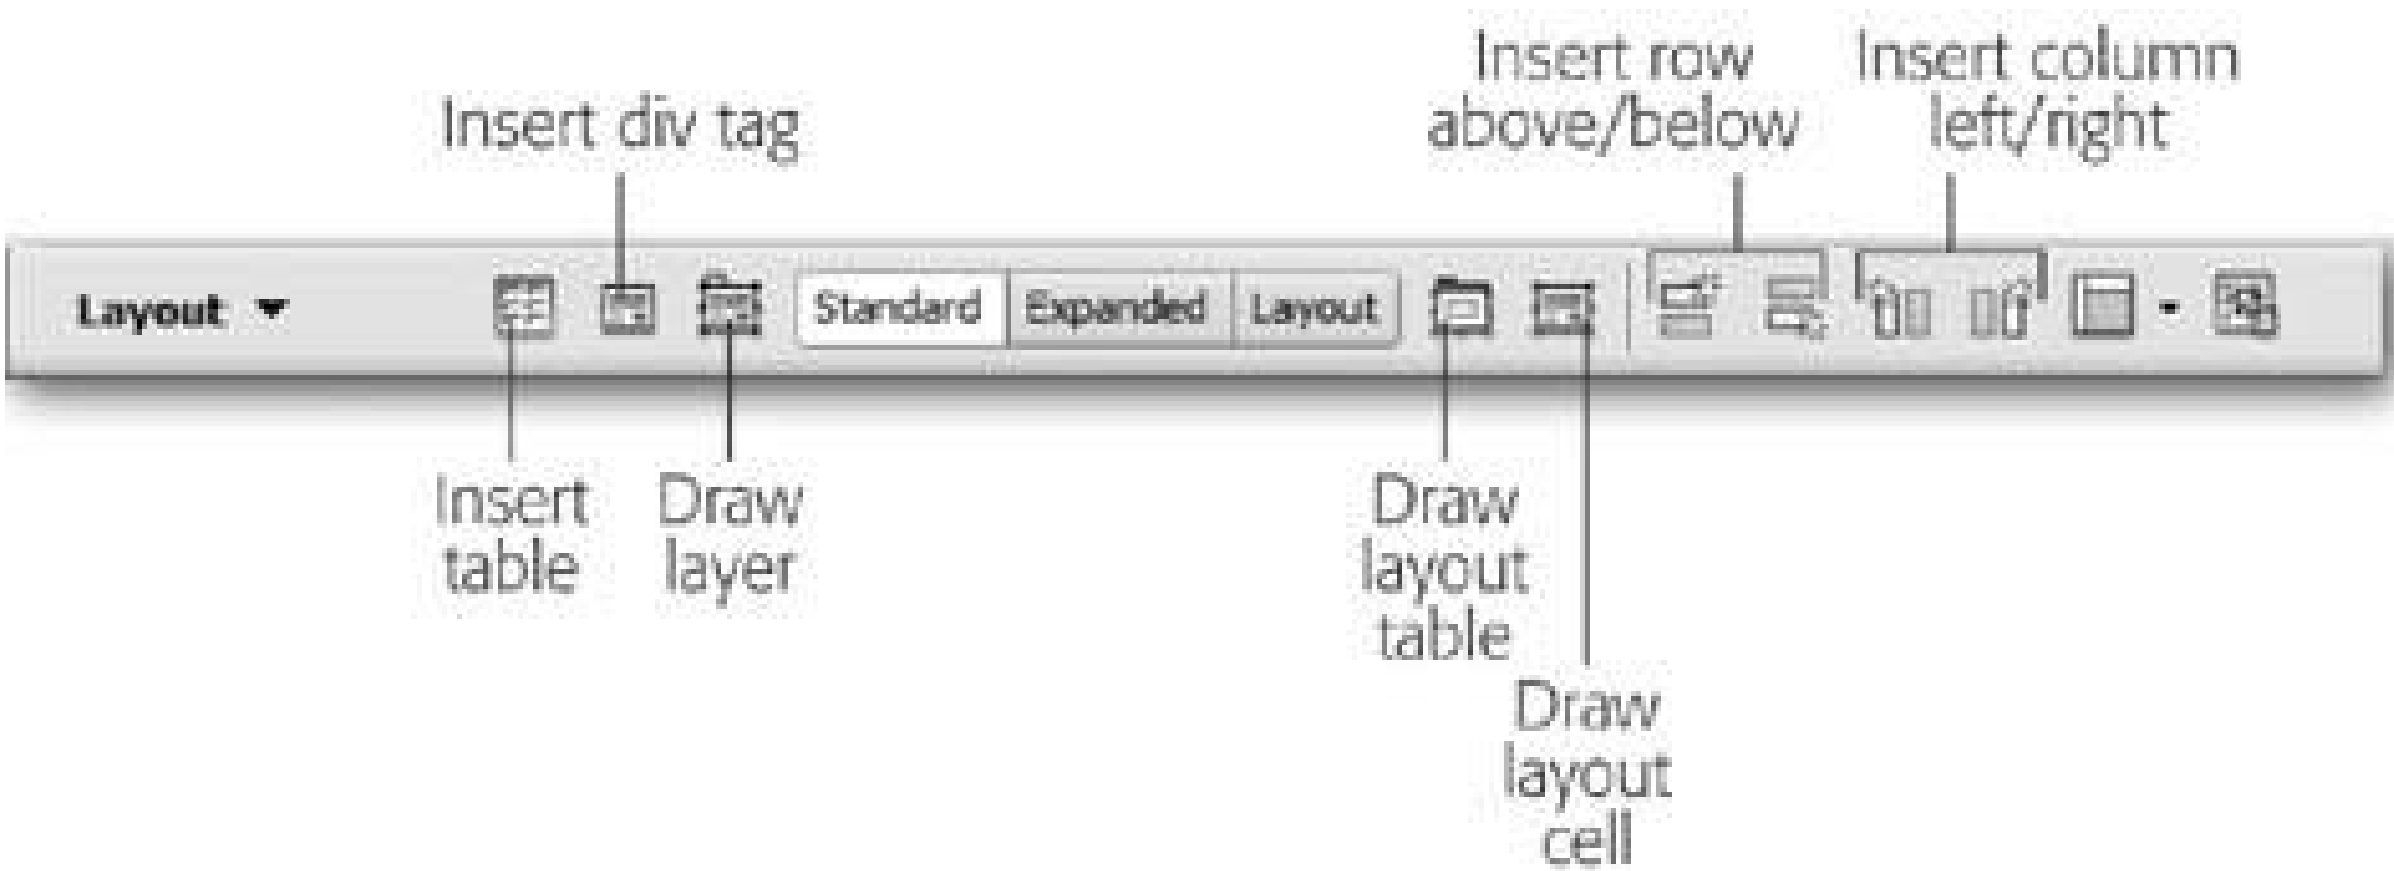 Insert row
above/below
Insert column
left/right
Insert div tag
Layout
Standard
Expanded
Layout
Insert
table
Draw
layer
Draw
layout
table
Draw
layout
cell